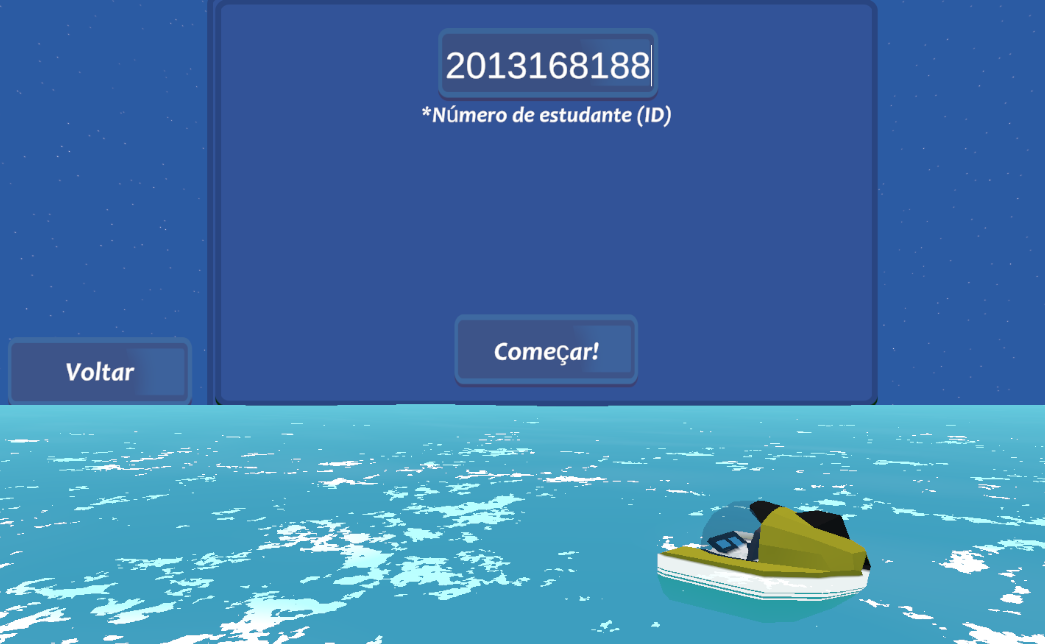 2013168188
*Número de estudante (ID)
Começar!
Voltar